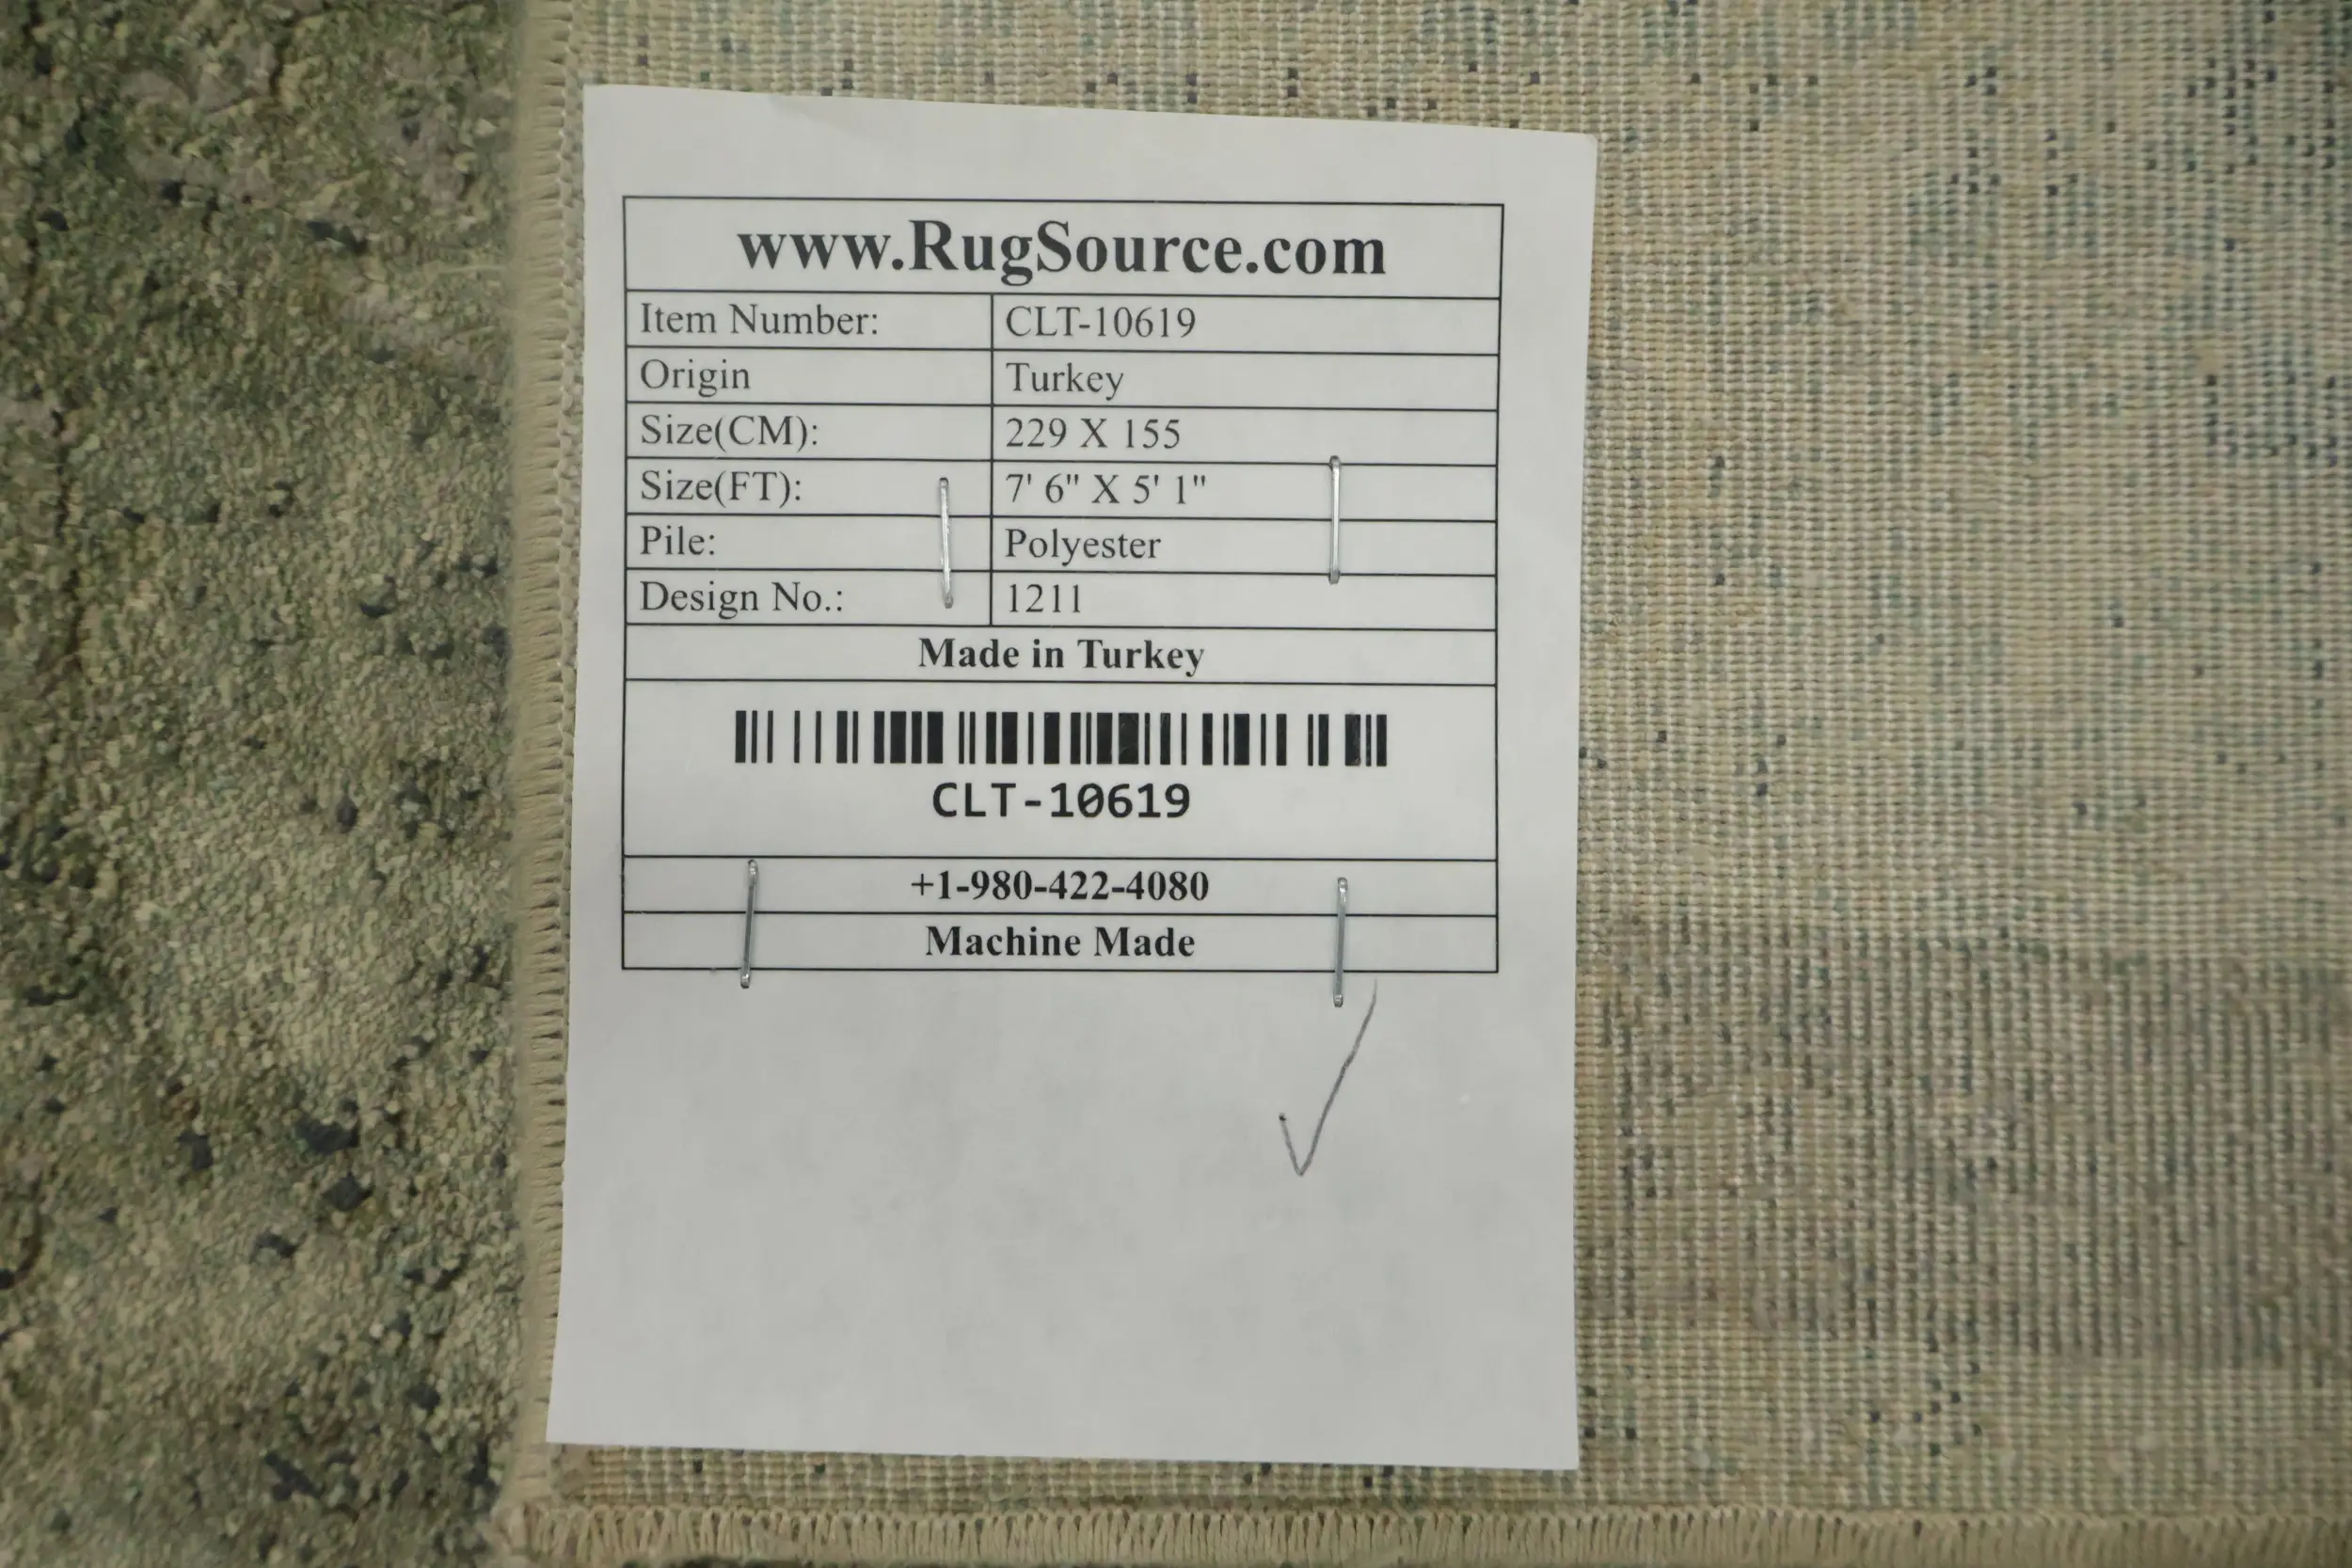 www.RugSource.com
Item Number: CLT-10619
Origin Turkey
Size(CM): 229 X 155
Size(FT): 7' 6" X 5' 1"
Pile: Polyester
Design No.: 1211
Made in Turkey
CLT-10619
+1-980-422-4080
Machine Made